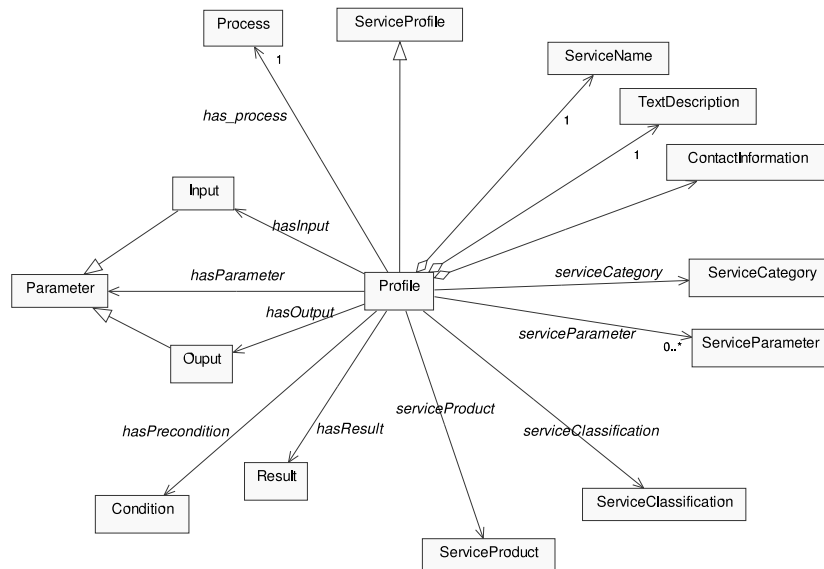 Process
ServiceProfile
1
ServiceName
1
TextDescription
1
has_process
ContactInformation
Input
hasInput
hasParameter
Parameter
Profile
serviceCategory
ServiceCategory
hasOutput
serviceParameter
0..*
ServiceParameter
Ouput
serviceProduct
hasPrecondition
hasResult
serviceClassification
Result
Condition
ServiceClassification
ServiceProduct